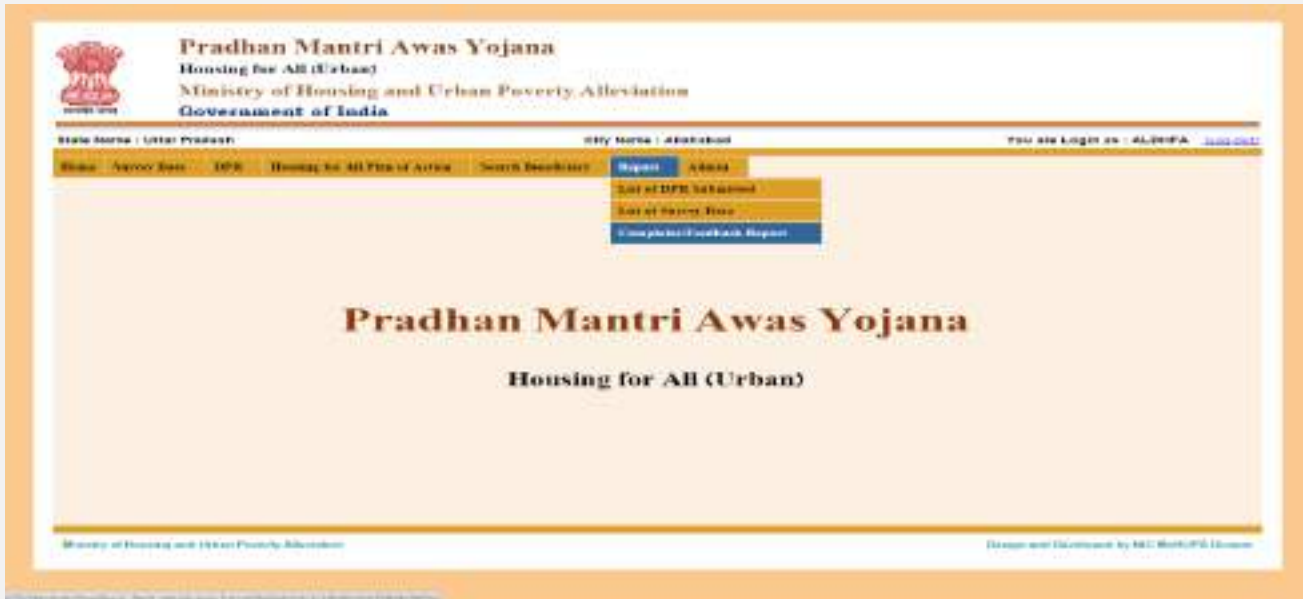 Pradhan Mantri Awas Yojana
Housing for All (Urban)
Ministry of Housing and Urban Poverty Alleviation
Government of India
State Name : Uttar Pradesh City Name : Allahabad You are Login as :
Home Survey Data DPR Housing for All Plan of Action Search Beneficiary Report Admin
List of DPR Submitted
List of Survey Data
Complaint/Feedback Report
Pradhan Mantri Awas Yojana
Housing for All (Urban)
Ministry of Housing and Urban Poverty Alleviation Design and Developed by NIC